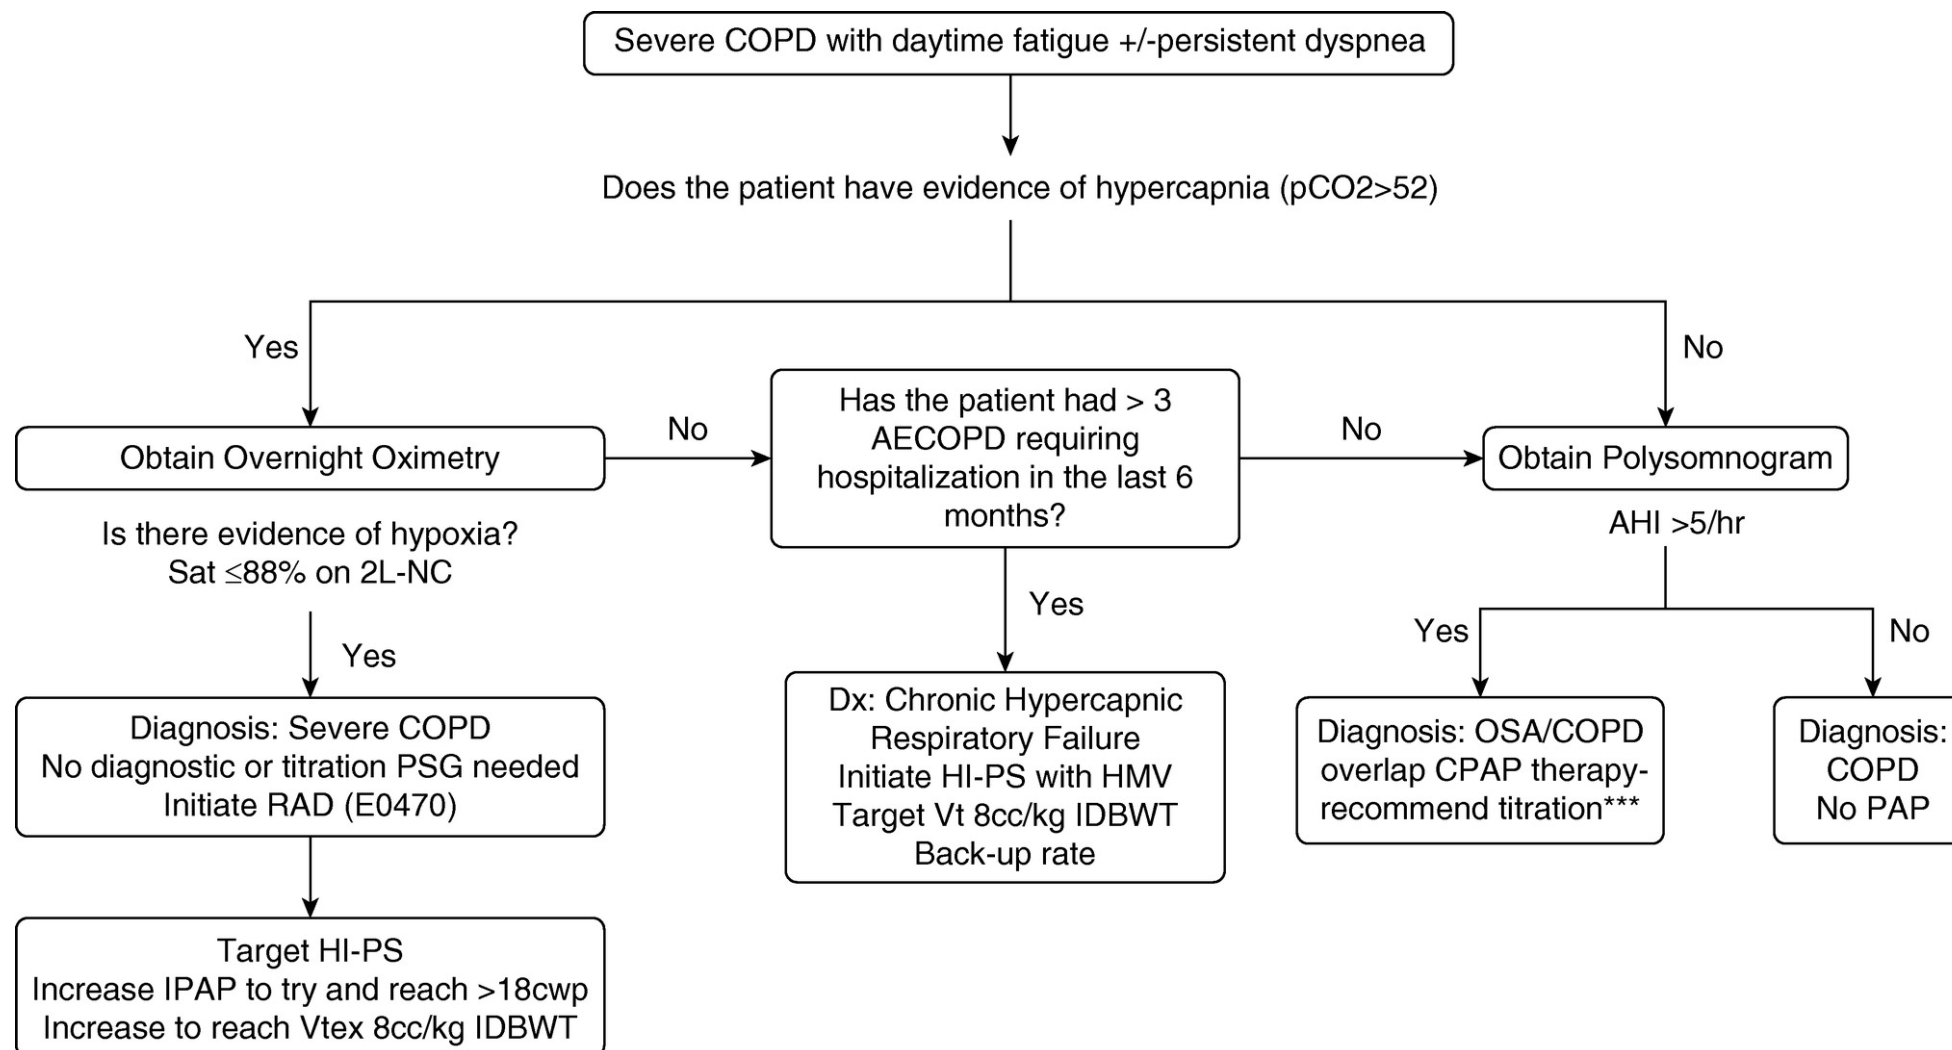 Severe COPD with daytime fatigue +/-persistent dyspnea
Does the patient have evidence of hypercapnia (pCO2>52)
Yes
No
Obtain Overnight Oximetry
No
Has the patient had > 3
AECOPD requiring
hospitalization in the last 6
months?
No
Obtain Polysomnogram
Is there evidence of hypoxia?
Sat ≤88% on 2L-NC
AHI >5/hr
Yes
Yes
Yes
No
Diagnosis: Severe COPD
No diagnostic or titration PSG needed
Initiate RAD (E0470)
Dx: Chronic Hypercapnic
Respiratory Failure
Initiate HI-PS with HMV
Target Vt 8cc/kg IDBWT
Back-up rate
Diagnosis: OSA/COPD
overlap CPAP therapy-
recommend titration***
Diagnosis:
COPD
No PAP
Target HI-PS
Increase IPAP to try and reach >18cwp
Increase to reach Vtex 8cc/kg IDBWT